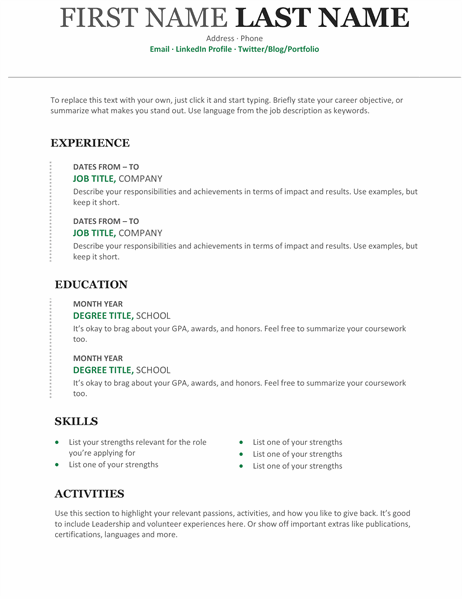 FIRST NAME LAST NAME
Address · Phone
Email · LinkedIn Profile · Twitter/Blog/Portfolio
To replace this text with your own, just click it and start typing. Briefly state your career objective, or
summarize what makes you stand out. Use language from the job description as keywords.
EXPERIENCE
DATES FROM – TO
JOB TITLE, COMPANY
Describe your responsibilities and achievements in terms of impact and results. Use examples, but
keep it short.
DATES FROM – TO
JOB TITLE, COMPANY
Describe your responsibilities and achievements in terms of impact and results. Use examples, but
keep it short.
EDUCATION
MONTH YEAR
DEGREE TITLE, SCHOOL
It's okay to brag about your GPA, awards, and honors. Feel free to summarize your coursework
too.
MONTH YEAR
DEGREE TITLE, SCHOOL
It's okay to brag about your GPA, awards, and honors. Feel free to summarize your coursework
too.
SKILLS
• List your strengths relevant for the role
you're applying for
• List one of your strengths
• List one of your strengths
• List one of your strengths
• List one of your strengths
ACTIVITIES
Use this section to highlight your relevant passions, activities, and how you like to give back. It's good
to include Leadership and volunteer experiences here. Or show off important extras like publications,
certifications, languages and more.